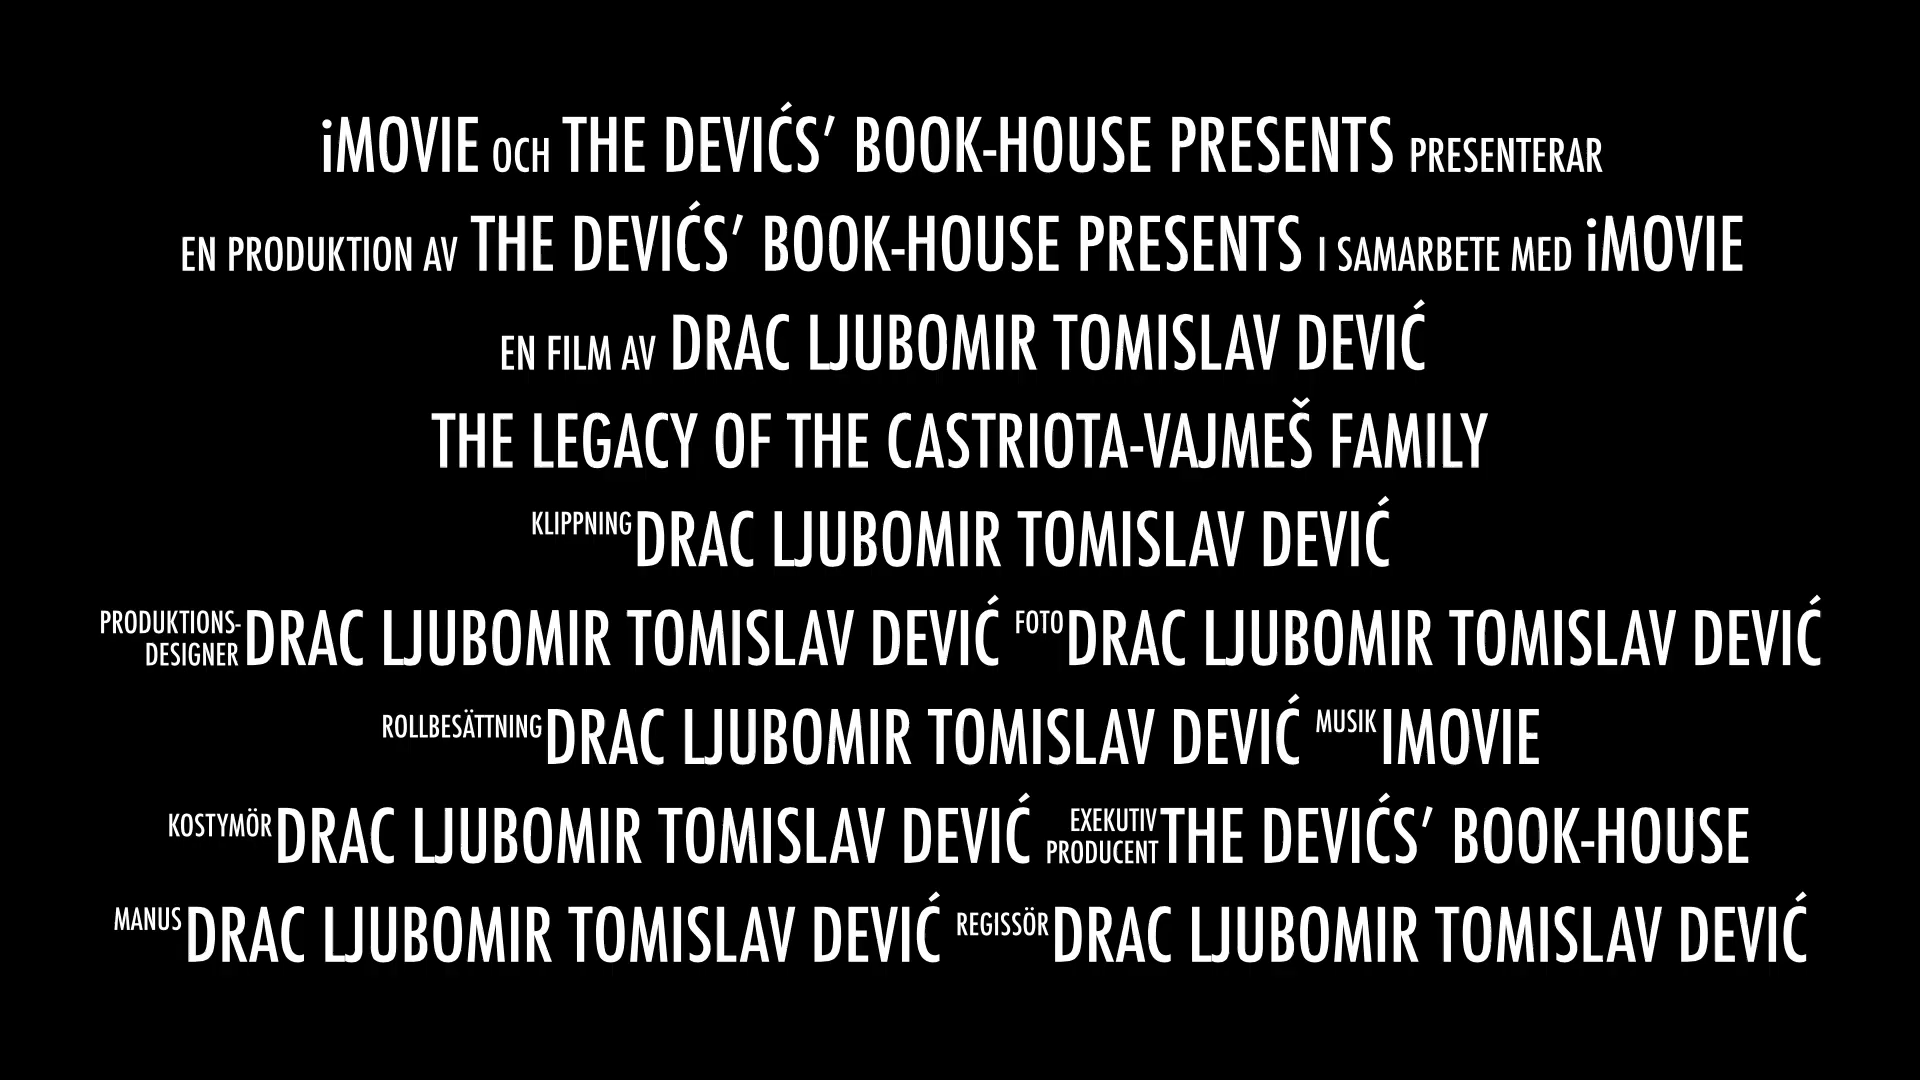 iMOVIE OCH THE DEVIĆS’ BOOK-HOUSE PRESENTS PRESENTERAR
EN PRODUKTION AV THE DEVIĆS’ BOOK-HOUSE PRESENTS I SAMARBETE MED iMOVIE
EN FILM AV DRAC LJUBOMIR TOMISLAV DEVIĆ
THE LEGACY OF THE CASTRIOTA-VAJMEŠ FAMILY
KLIPPNING DRAC LJUBOMIR TOMISLAV DEVIĆ
PRODUKTIONS-DESIGNER DRAC LJUBOMIR TOMISLAV DEVIĆ FOTO DRAC LJUBOMIR TOMISLAV DEVIĆ
ROLLBESÄTTNING DRAC LJUBOMIR TOMISLAV DEVIĆ MUSIK IMOVIE
KOSTYMÖR DRAC LJUBOMIR TOMISLAV DEVIĆ EXEKUTIV PRODUCENT THE DEVIĆS’ BOOK-HOUSE
MANUS DRAC LJUBOMIR TOMISLAV DEVIĆ REGISSÖR DRAC LJUBOMIR TOMISLAV DEVIĆ